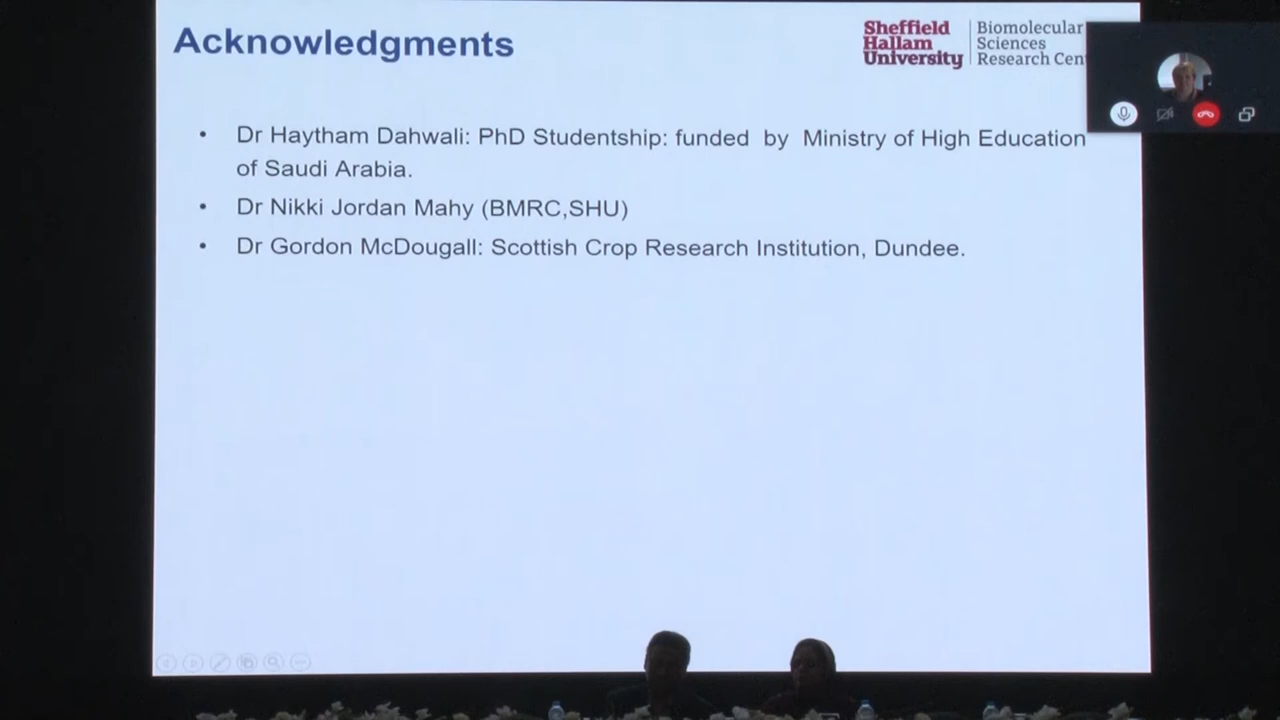 Acknowledgments
Sheffield
Hallam
University
Biomolecular
Sciences
Research Cen
• Dr Haytham Dahwali: PhD Studentship: funded by Ministry of High Education
of Saudi Arabia.
• Dr Nikki Jordan Mahy (BMRC,SHU)
• Dr Gordon McDougall: Scottish Crop Research Institution, Dundee.